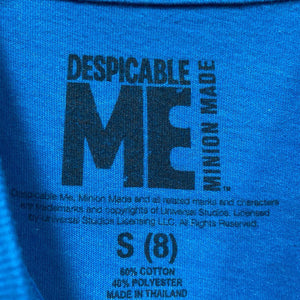 DESPICABLE
ME
MINION MADE
™
Despicable Me, Minion Made and all related marks and characters
are trademarks and copyrights of Universal Studios. Licensed
by Universal Studios Licensing LLC. All Rights Reserved.
S (8)
60% COTTON
40% POLYESTER
MADE IN THAILAND